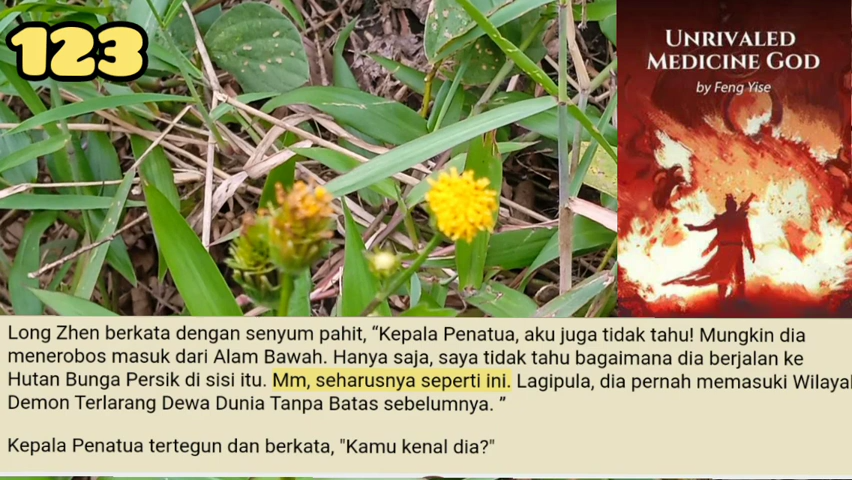 123
UNRIVALED
MEDICINE GOD
by Feng Yise
Long Zhen berkata dengan senyum pahit, “Kepala Penatua, aku juga tidak tahu! Mungkin dia
menerobos masuk dari Alam Bawah. Hanya saja, saya tidak tahu bagaimana dia berjalan ke
Hutan Bunga Persik di sisi itu. Mm, seharusnya seperti ini. Lagipula, dia pernah memasuki Wilayah
Demon Terlarang Dewa Dunia Tanpa Batas sebelumnya. ”
Kepala Penatua tertegun dan berkata, "Kamu kenal dia?"